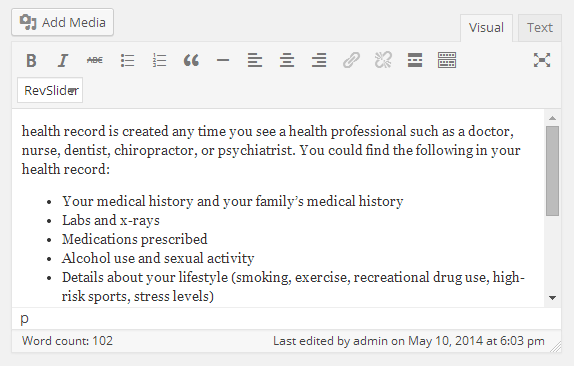 Add Media
Visual Text
B I ABC
RevSlider
health record is created any time you see a health professional such as a doctor,
nurse, dentist, chiropractor, or psychiatrist. You could find the following in your
health record:
• Your medical history and your family's medical history
• Labs and x-rays
• Medications prescribed
• Alcohol use and sexual activity
• Details about your lifestyle (smoking, exercise, recreational drug use, high-
risk sports, stress levels)
p
Word count: 102 Last edited by admin on May 10, 2014 at 6:03 pm